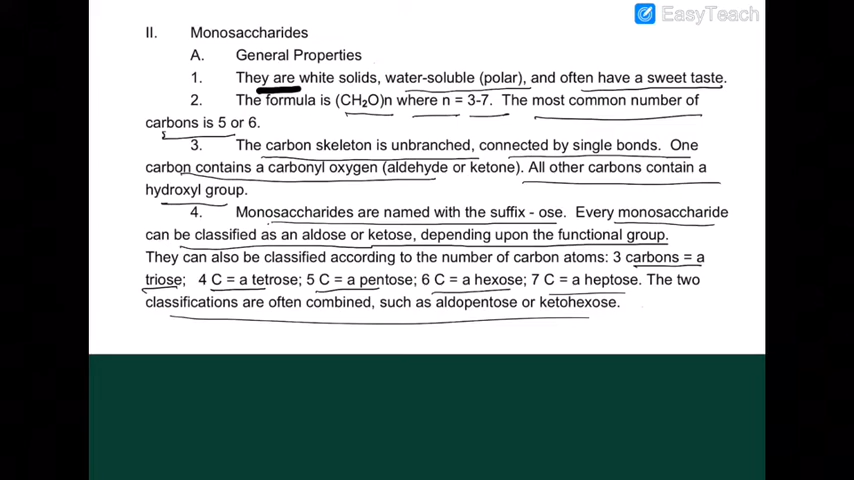 EasyTeach
II. Monosaccharides
A. General Properties
1. They are white solids, water-soluble (polar), and often have a sweet taste.
2. The formula is (CH₂O)n where n = 3-7. The most common number of
carbons is 5 or 6.
3. The carbon skeleton is unbranched, connected by single bonds. One
carbon contains a carbonyl oxygen (aldehyde or ketone). All other carbons contain a
hydroxyl group.
4. Monosaccharides are named with the suffix - ose. Every monosaccharide
can be classified as an aldose or ketose, depending upon the functional group.
They can also be classified according to the number of carbon atoms: 3 carbons = a
triose; 4 C = a tetrose; 5 C = a pentose; 6 C = a hexose; 7 C = a heptose. The two
classifications are often combined, such as aldopentose or ketohexose.